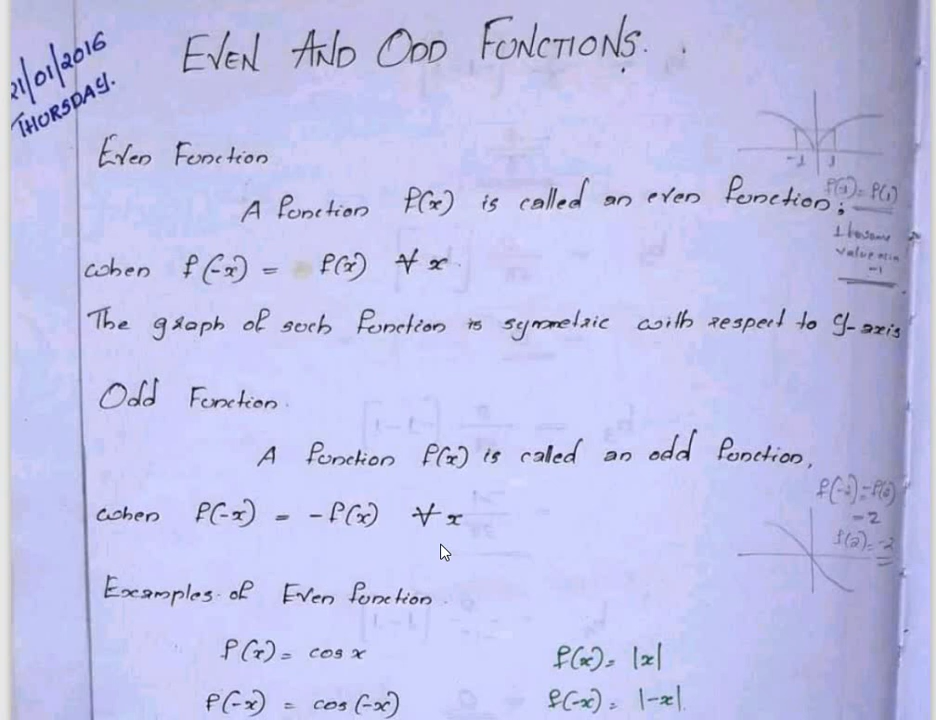 21/01/2016
THURSDAY.
EVEN AND ODD FUNCTIONS.
Even Function
A function f(x) is called an even function;
when f(-x) = f(x) ∀ x.
The graph of such function is symmetric with respect to y-axis
-1 1
f(-1) = f(1)
value
-1
Odd Function.
A function f(x) is called an odd function,
when f(-x) = -f(x) ∀ x
-2
f(2) = -2
Examples of Even function.
f(x) = cos x f(x) = |x|
f(-x) = cos(-x) f(-x) = |-x|.